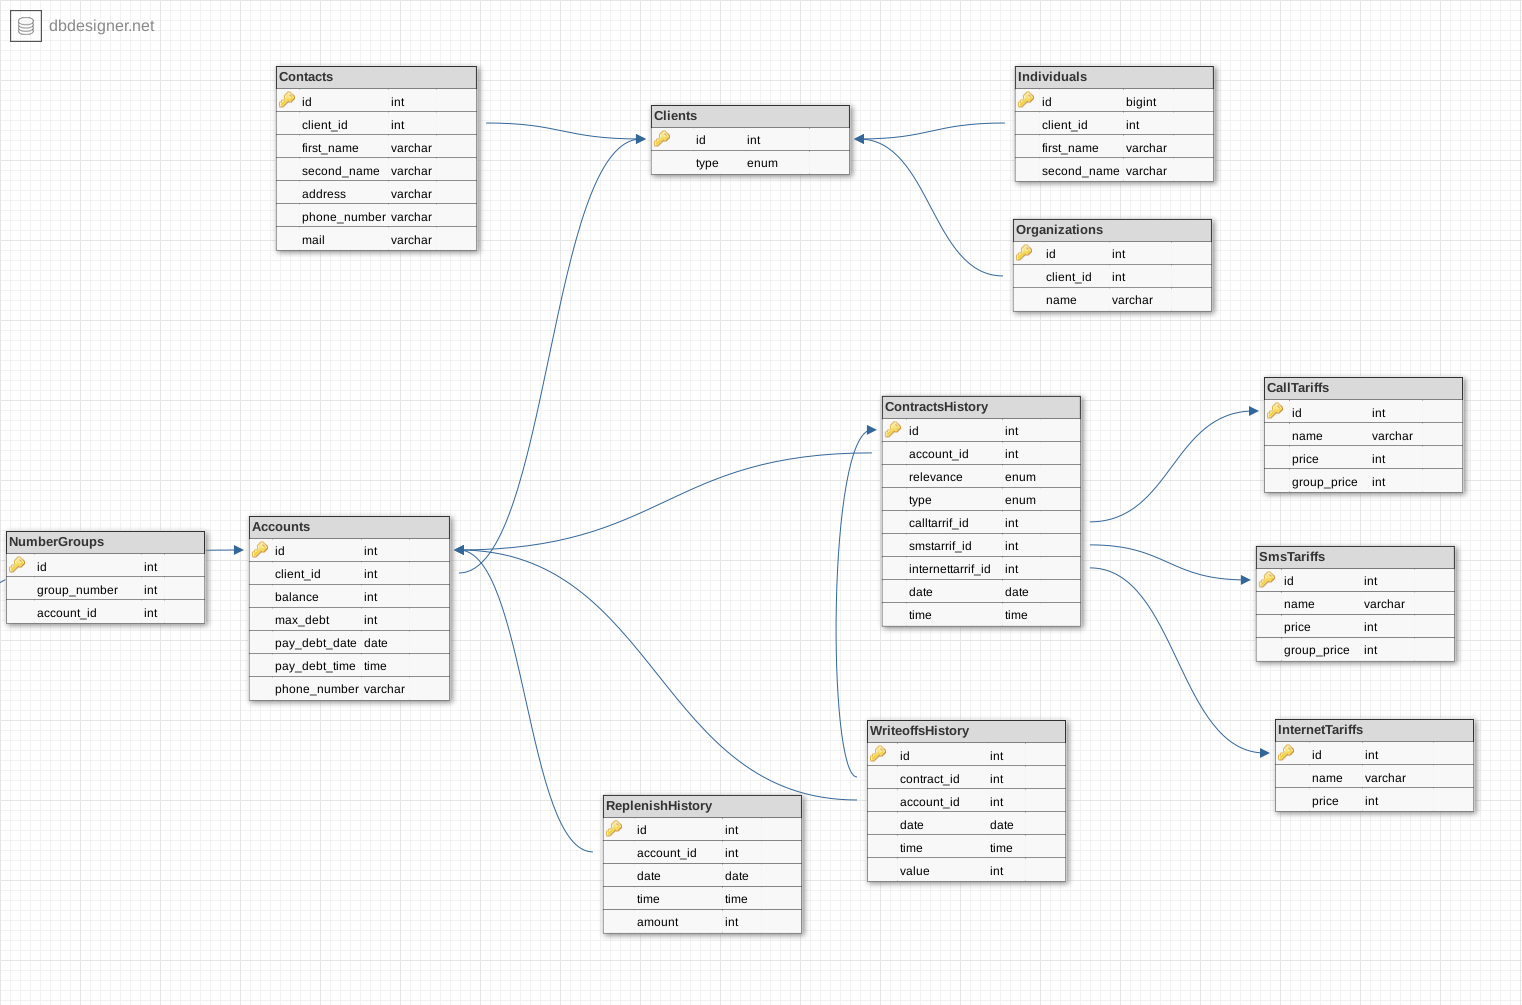 dbdesigner.net
Contacts
id int
client_id int
first_name varchar
second_name varchar
address varchar
phone_number varchar
mail varchar
Clients
id int
type enum
Individuals
id bigint
client_id int
first_name varchar
second_name varchar
Organizations
id int
client_id int
name varchar
ContractsHistory
id int
account_id int
relevance enum
type enum
calltarrif_id int
smstarrif_id int
internettarrif_id int
date date
time time
CallTariffs
id int
name varchar
price int
group_price int
NumberGroups
id int
group_number int
account_id int
Accounts
id int
client_id int
balance int
max_debt int
pay_debt_date date
pay_debt_time time
phone_number varchar
SmsTariffs
id int
name varchar
price int
group_price int
WriteoffsHistory
id int
contract_id int
account_id int
date date
time time
value int
InternetTariffs
id int
name varchar
price int
ReplenishHistory
id int
account_id int
date date
time time
amount int